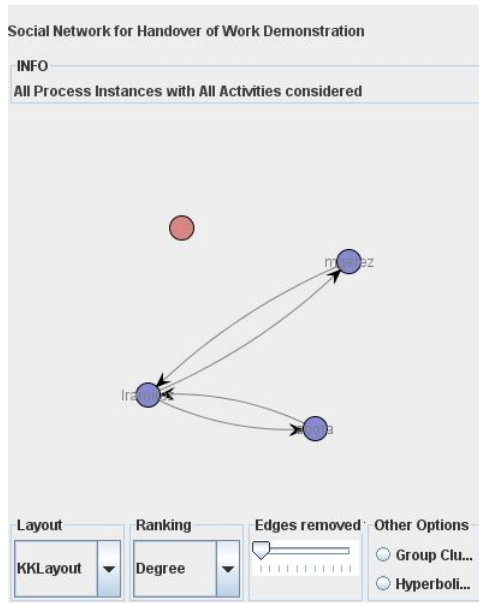 Social Network for Handover of Work Demonstration
INFO
All Process Instances with All Activities considered
Layout
Ranking
Edges removed
Other Options
KKLayout
Degree
Group Clu...
Hyperboli...